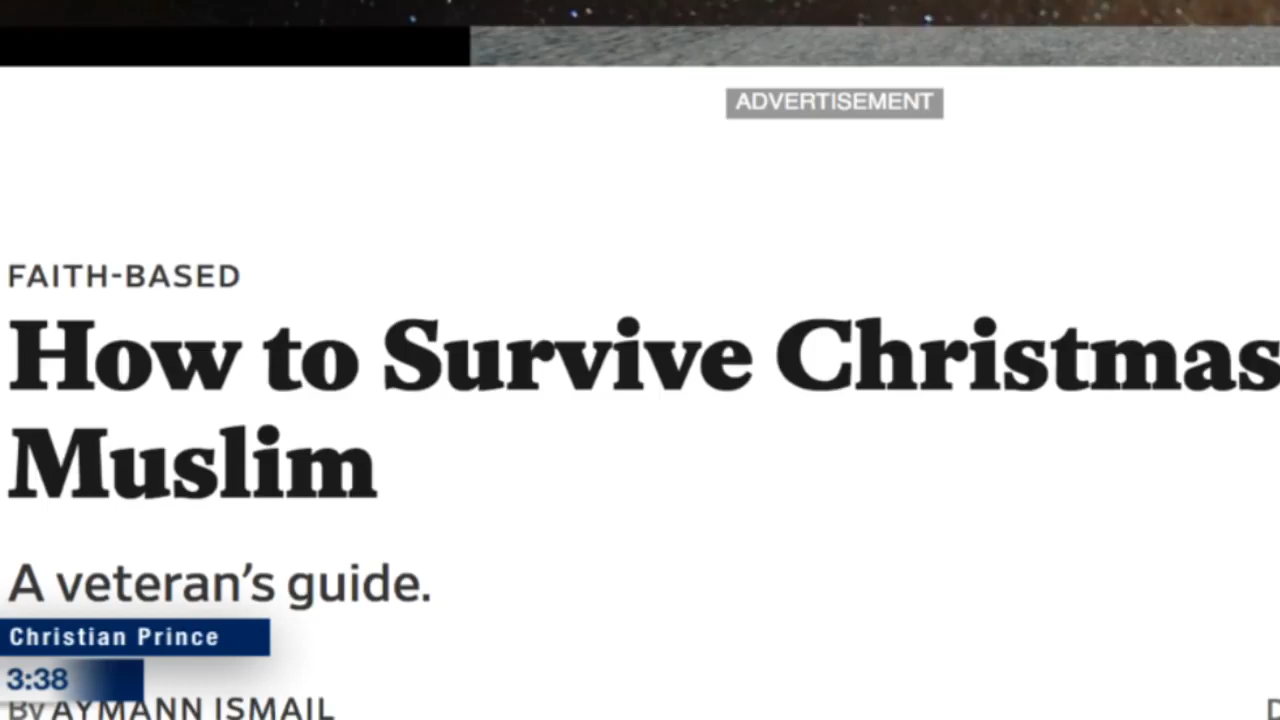 ADVERTISEMENT
FAITH-BASED
How to Survive Christmas
Muslim
A veteran’s guide.
Christian Prince
3:38
By AYMANN ISMAIL